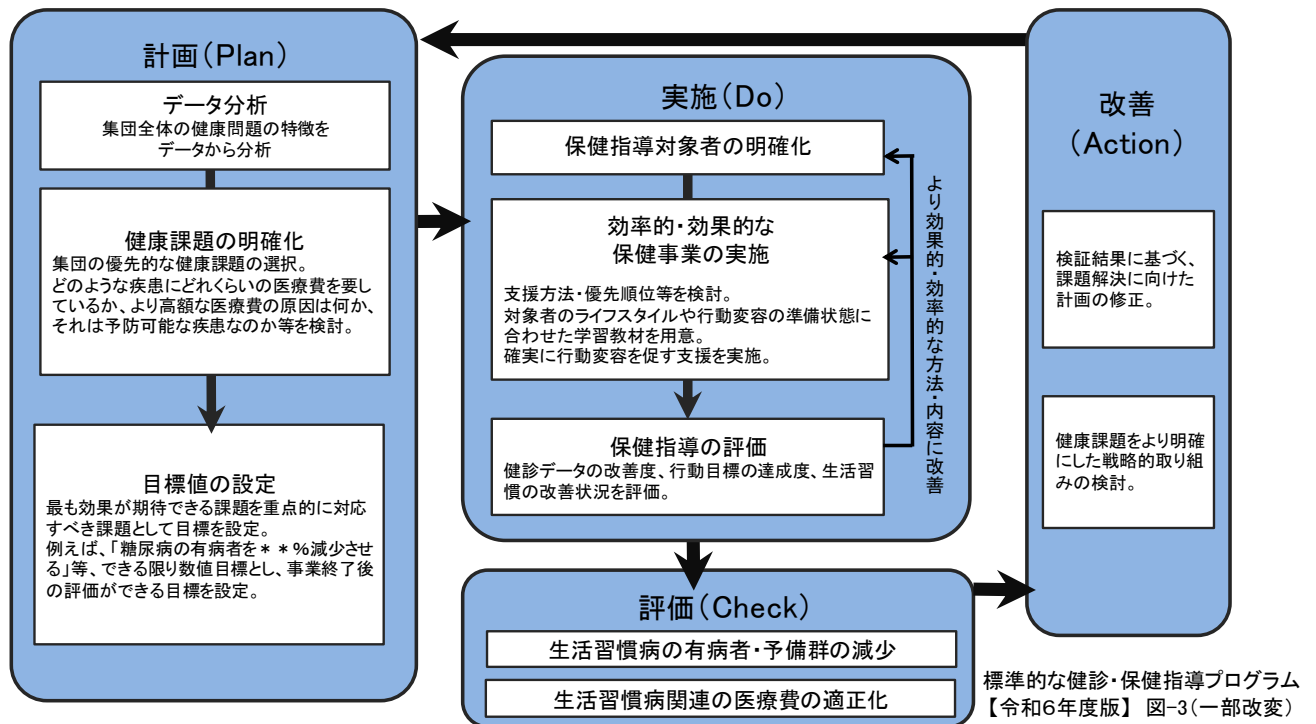 計画(Plan)
データ分析
集団全体の健康問題の特徴を
データから分析
健康課題の明確化
集団の優先的な健康課題の選択。
どのような疾患にどれくらいの医療費を要し
ているか、より高額な医療費の原因は何か、
それは予防可能な疾患なのか等を検討。
目標値の設定
最も効果が期待できる課題を重点的に対応
すべき課題として目標を設定。
例えば、「糖尿病の有病者を＊＊%減少させ
る」等、できる限り数値目標とし、事業終了後
の評価ができる目標を設定。
実施(Do)
保健指導対象者の明確化
効率的・効果的な
保健事業の実施
支援方法・優先順位等を検討。
対象者のライフスタイルや行動変容の準備状態に
合わせた学習教材を用意。
確実に行動変容を促す支援を実施。
保健指導の評価
健診データの改善度、行動目標の達成度、生活習
慣の改善状況を評価。
より効果的・効率的な方法・内容に改善
評価(Check)
生活習慣病の有病者・予備群の減少
生活習慣病関連の医療費の適正化
改善
(Action)
検証結果に基づく、
課題解決に向けた
計画の修正。
健康課題をより明確
にした戦略的取り組
みの検討。
標準的な健診・保健指導プログラム
【令和6年度版】 図-3(一部改変)